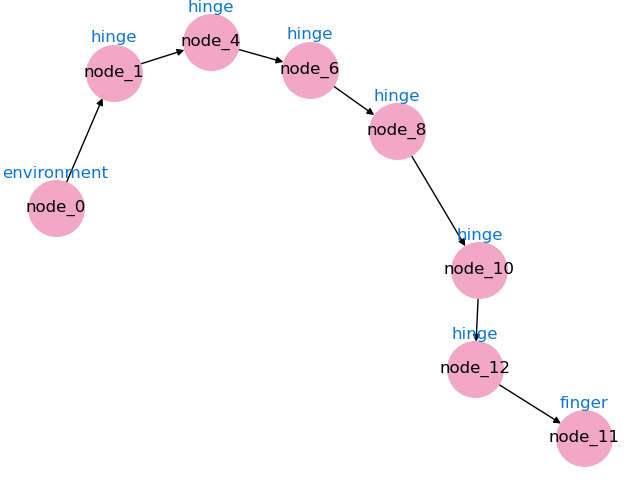 hinge
node_4
hinge
node_1
hinge
node_6
hinge
node_8
environment
node_0
hinge
node_10
hinge
node_12
finger
node_11